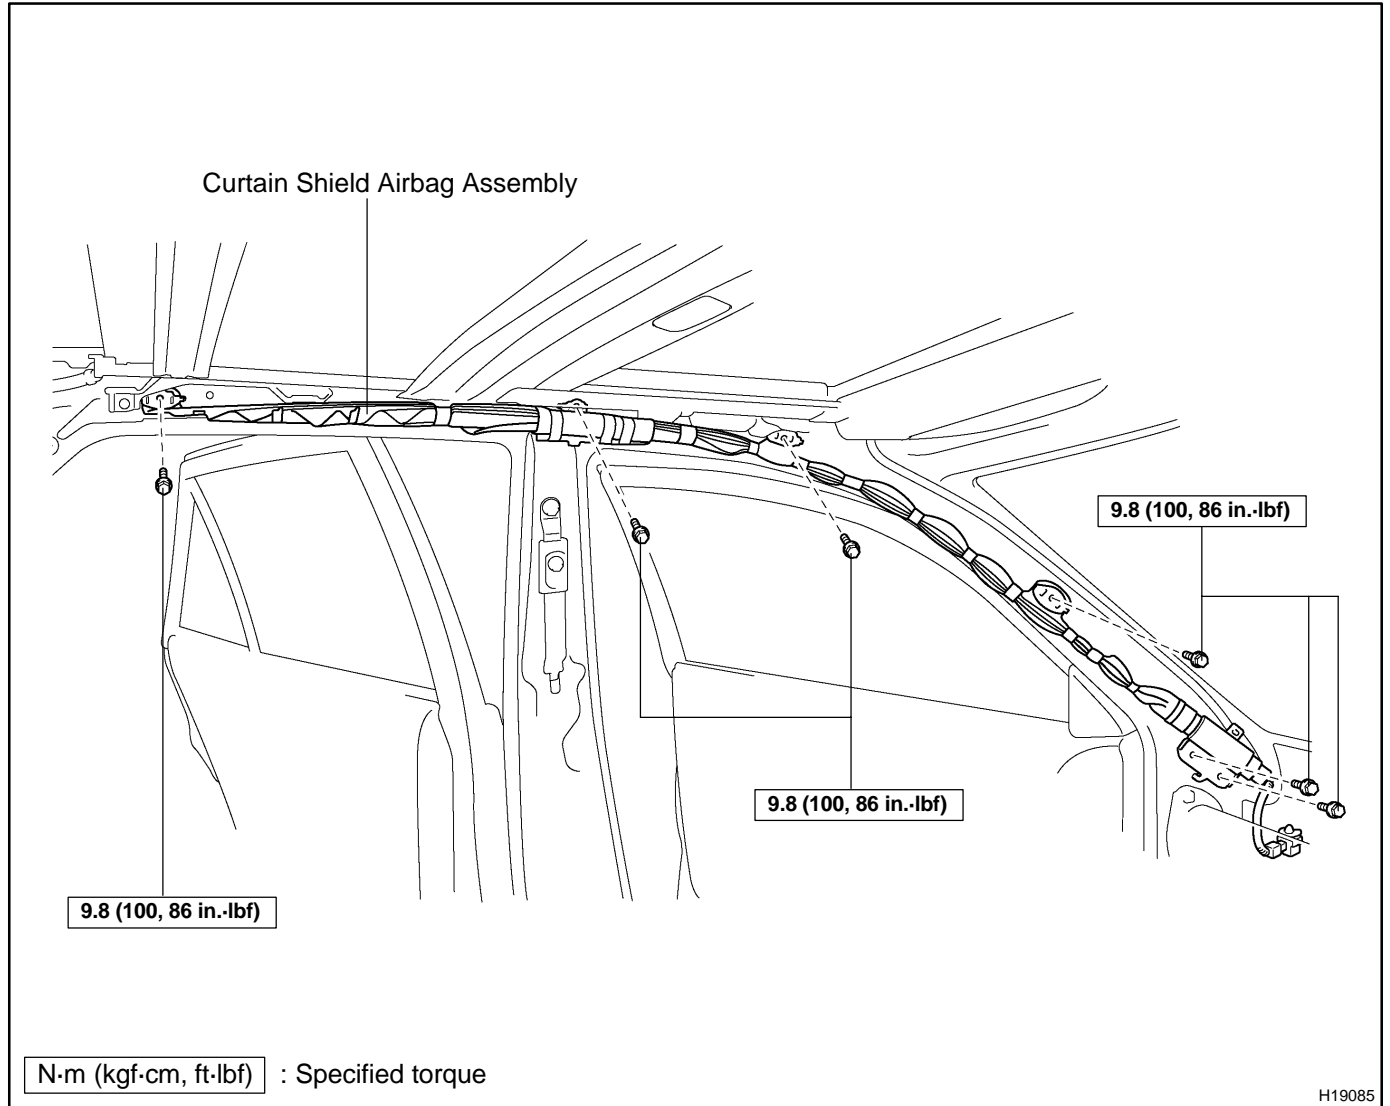 Curtain Shield Airbag Assembly
9.8 (100, 86 in.·lbf)
9.8 (100, 86 in.·lbf)
9.8 (100, 86 in.·lbf)
N·m (kgf·cm, ft·lbf) : Specified torque
H19085